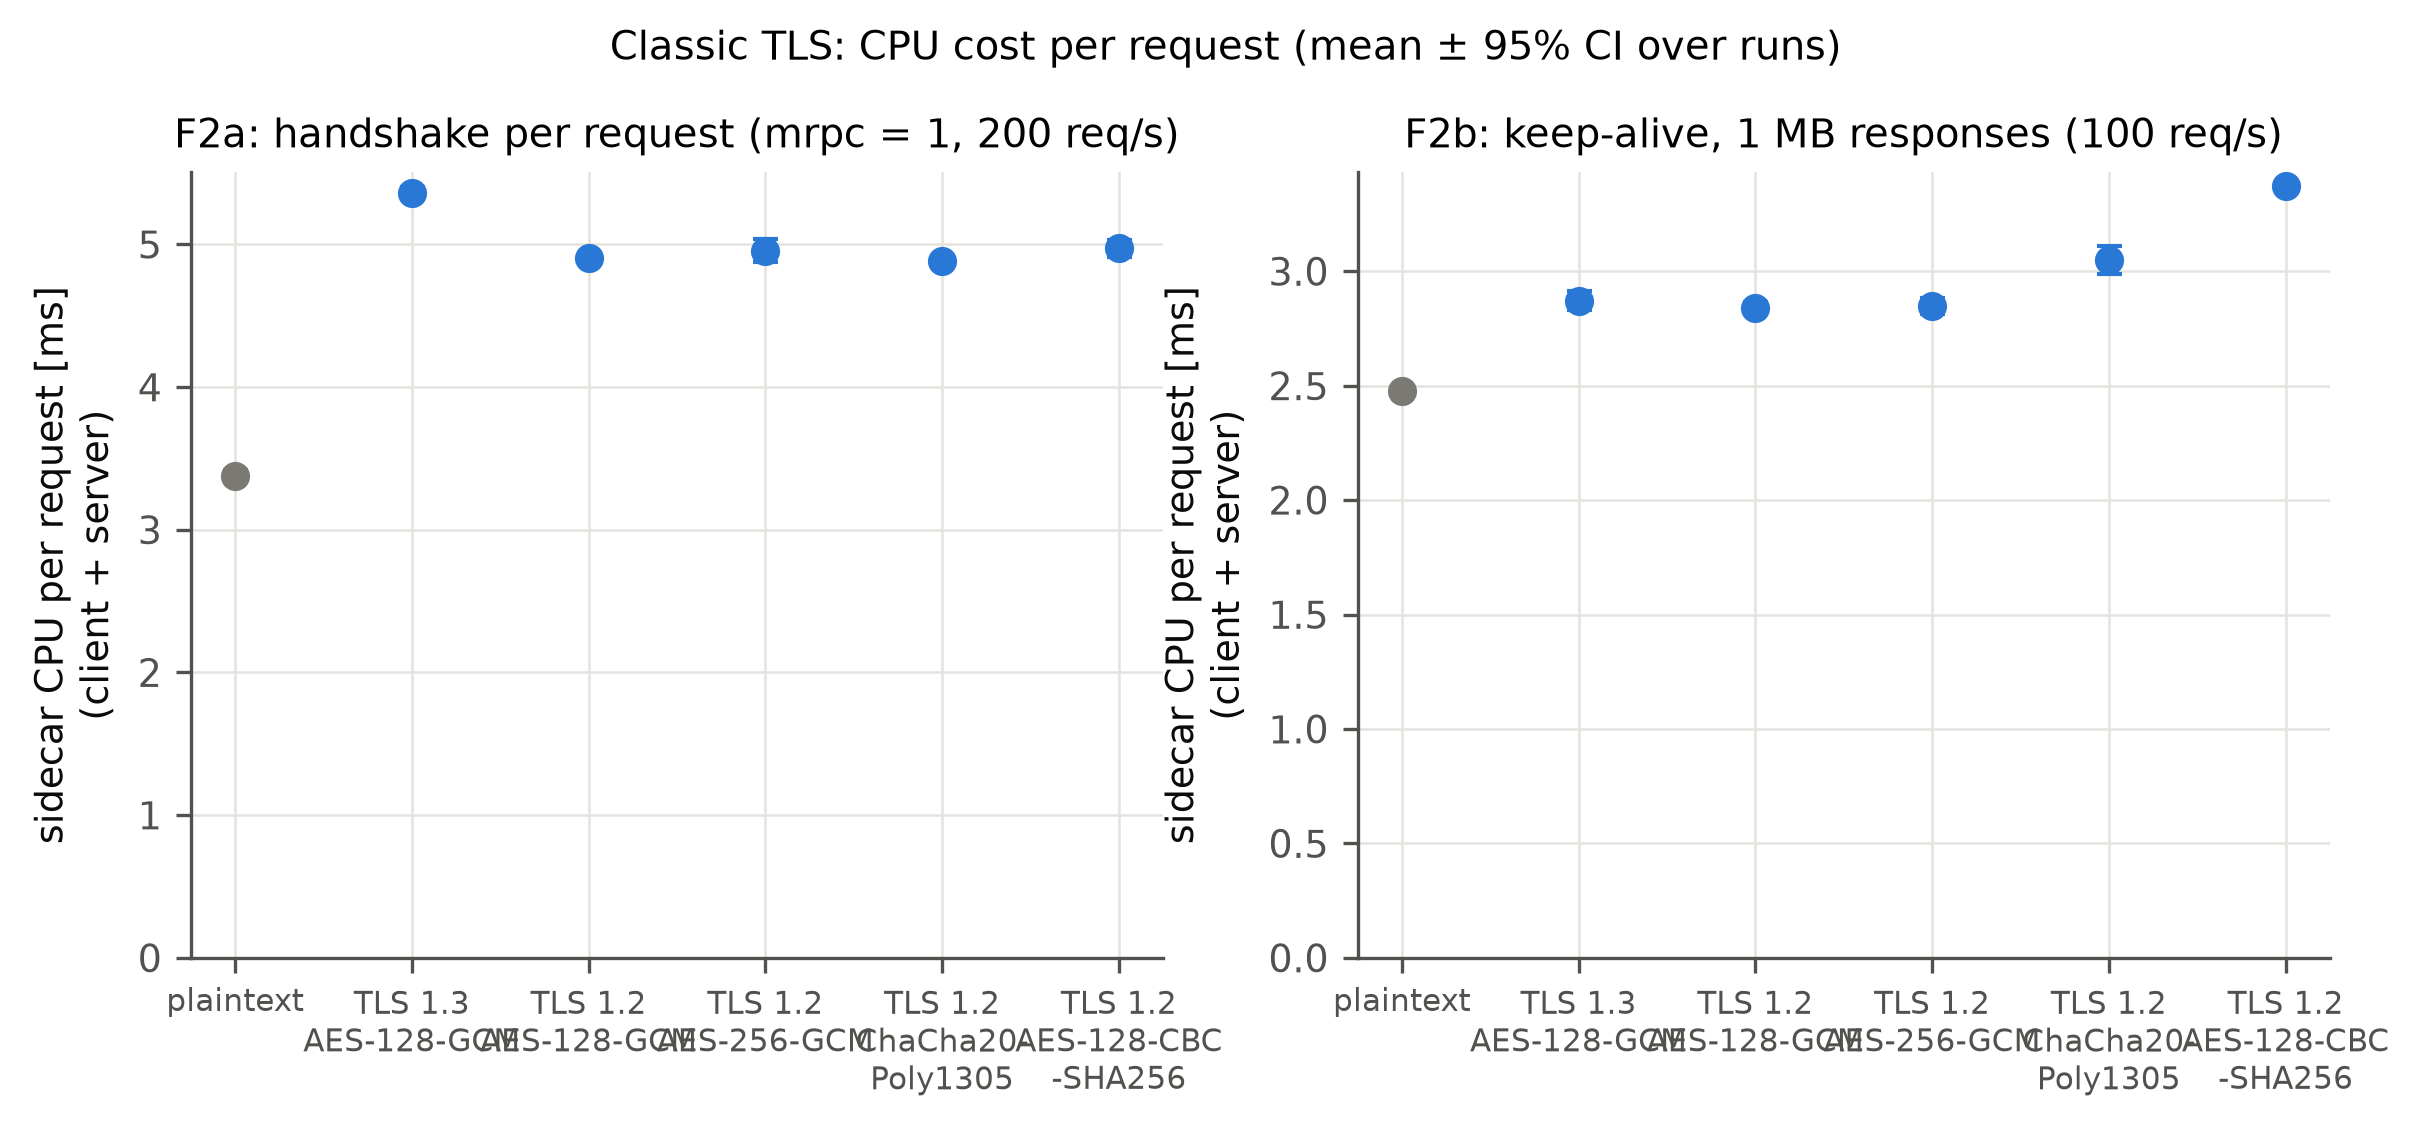 Classic TLS: CPU cost per request (mean ± 95% CI over runs)
F2a: handshake per request (mrpc = 1, 200 req/s)
sidecar CPU per request [ms]
(client + server)
5
4
3
2
1
0
plaintext
TLS 1.3
AES-128-GCM
TLS 1.2
AES-128-GCM
TLS 1.2
AES-256-GCM
TLS 1.2
ChaCha20-
Poly1305
TLS 1.2
AES-128-CBC
-SHA256
F2b: keep-alive, 1 MB responses (100 req/s)
sidecar CPU per request [ms]
(client + server)
3.0
2.5
2.0
1.5
1.0
0.5
0.0
plaintext
TLS 1.3
AES-128-GCM
TLS 1.2
AES-128-GCM
TLS 1.2
AES-256-GCM
TLS 1.2
ChaCha20-
Poly1305
TLS 1.2
AES-128-CBC
-SHA256